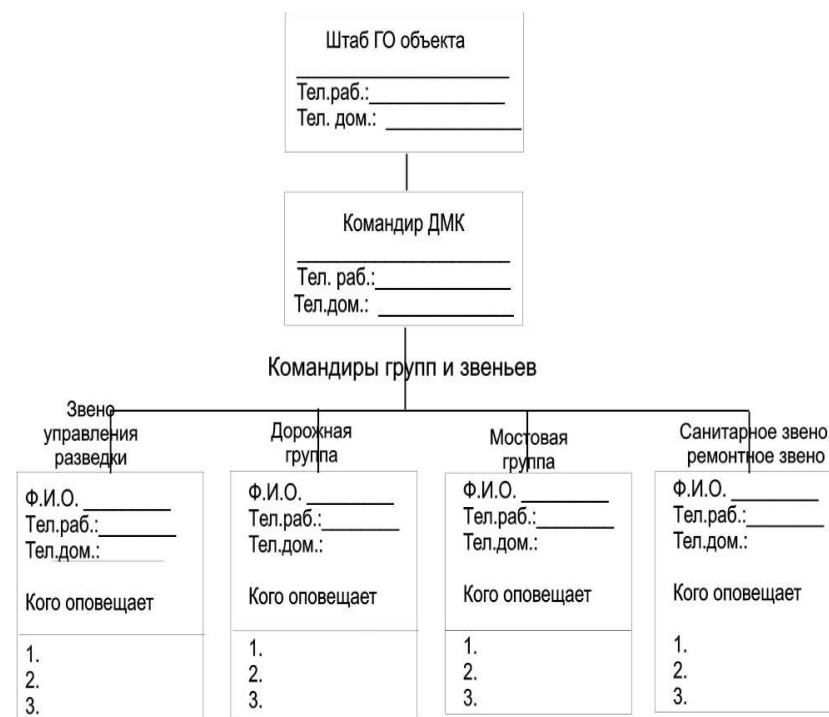 Штаб ГО объекта
Тел.раб.:
Тел. дом.:
Командир ДМК
Тел. раб.:
Тел.дом.:
Командиры групп и звеньев
Звено
управления
разведки
Ф.И.О.
Тел.раб.:
Тел.дом.:
Кого оповещает
1.
2.
3.
Дорожная
группа
Ф.И.О.
Тел.раб.:
Тел.дом.:
Кого оповещает
1.
2.
3.
Мостовая
группа
Ф.И.О.
Тел.раб.:
Тел.дом.:
Кого оповещает
1.
2.
3.
Санитарное звено
ремонтное звено
Ф.И.О.
Тел.раб.:
Тел.дом.:
Кого оповещает
1.
2.
3.